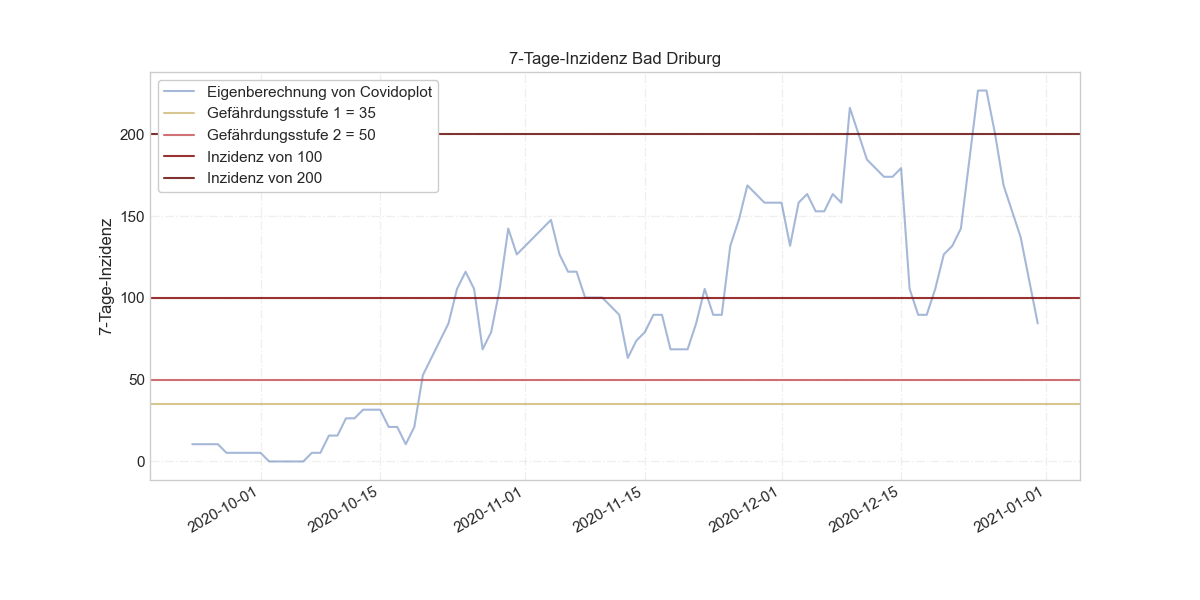 7-Tage-Inzidenz Bad Driburg
Eigenberechnung von Covidoplot
Gefährdungsstufe 1 = 35
Gefährdungsstufe 2 = 50
Inzidenz von 100
Inzidenz von 200
7-Tage-Inzidenz
200
150
100
50
0
2020-10-01
2020-10-15
2020-11-01
2020-11-15
2020-12-01
2020-12-15
2021-01-01